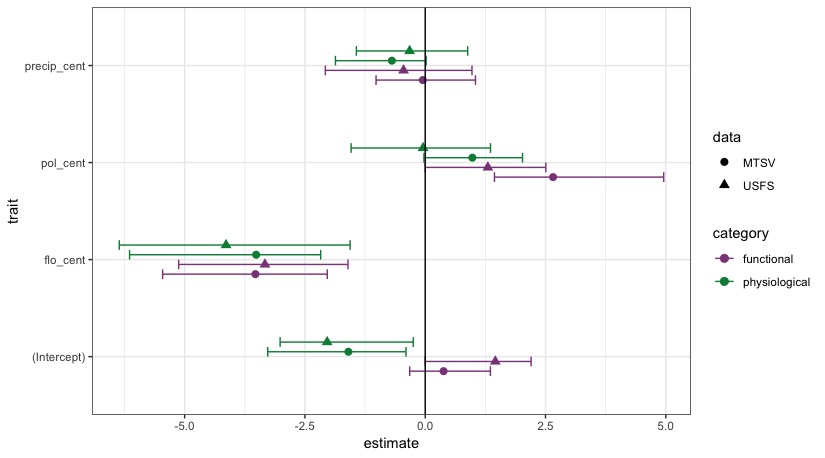 precip_cent
pol_cent
flo_cent
(Intercept)
trait
-5.0 -2.5 0.0 2.5 5.0
estimate
data
MTSV
USFS
category
functional
physiological